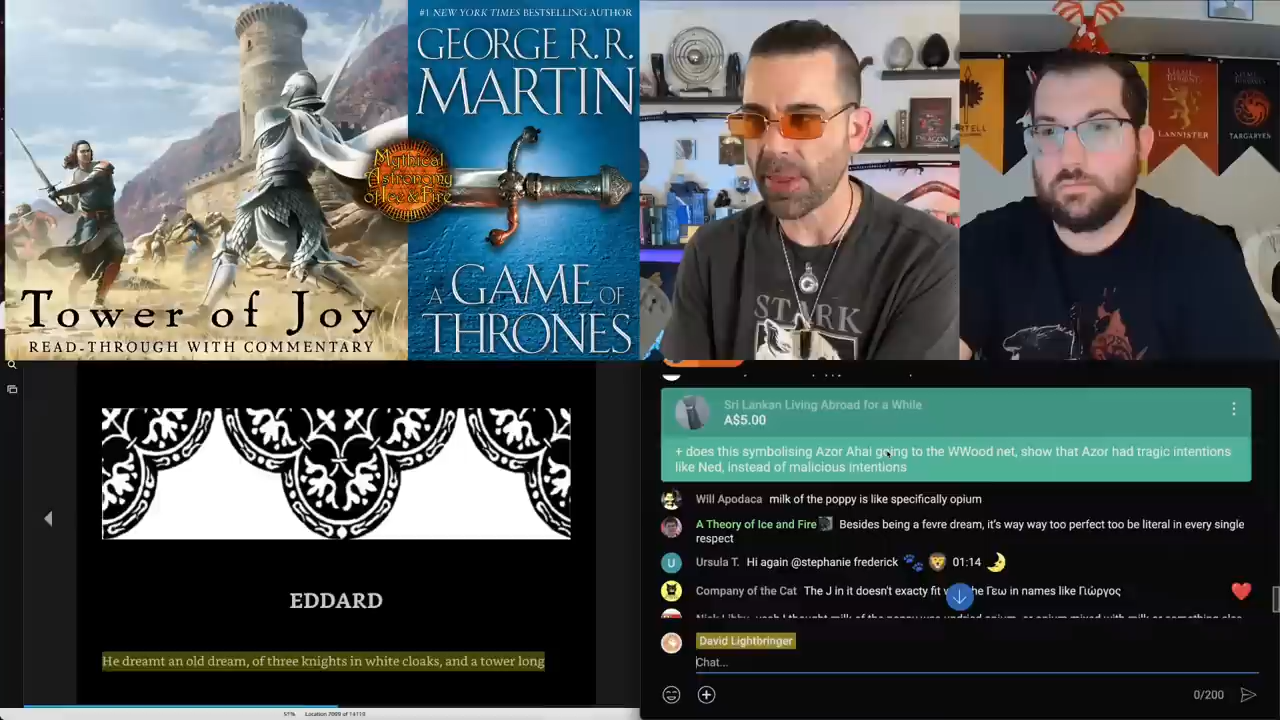 Tower of Joy
READ-THROUGH WITH COMMENTARY
Mythical
Astronomy
of Ice & Fire
#1 NEW YORK TIMES BESTSELLING AUTHOR
GEORGE R. R.
MARTIN
A GAME OF
THRONES
STARK
DRAGON
LANNISTER
TARGARYEN
EDDARD
He dreamt an old dream, of three knights in white cloaks, and a tower long
51% Location 7099 of 14110
Sri Lankan Living Abroad for a While
A$5.00
+ does this symbolising Azor Ahai going to the WWood net, show that Azor had tragic intentions
like Ned, instead of malicious intentions
Will Apodaca milk of the poppy is like specifically opium
A Theory of Ice and Fire Besides being a fevre dream, it's way way too perfect too be literal in every single
respect
Ursula T. Hi again @stephanie frederick 🐾 🦁 01:14 🌛
Company of the Cat The J in it doesn't exacty fit the Γεω in names like Γιώργος
David Lightbringer
Chat...
0/200